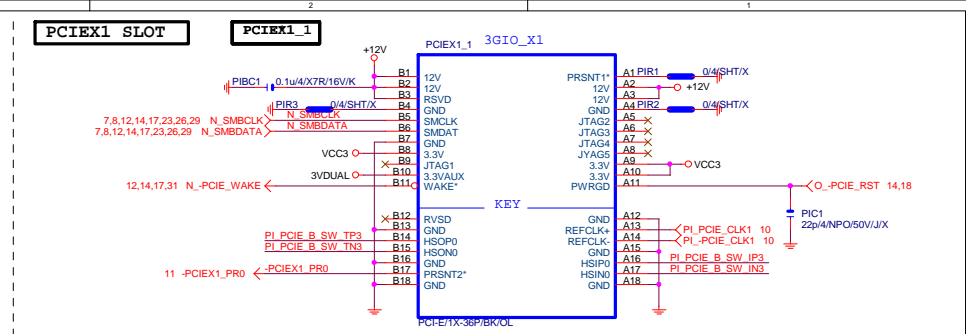 2
1
PCIEX1 SLOT
PCIEX1_1
+12V
PCIEX1_1
3GIO_X1
B1 12V PRSNT1* A1 PIR1 0/4/SHT/X
PIBC1 0.1u/4/X7R/16V/K B2 12V 12V A2 +12V
B3 RSVD 12V A3
PIR3 0/4/SHT/X B4 GND GND A4 PIR2 0/4/SHT/X
7,8,12,14,17,23,26,29 N_SMBCLK N_SMBCLK B5 SMCLK JTAG2 A5
7,8,12,14,17,23,26,29 N_SMBDATA N_SMBDATA B6 SMDAT JTAG3 A6
B7 GND JTAG4 A7
VCC3 B8 3.3V JYAG5 A8
B9 JTAG1 3.3V A9 VCC3
3VDUAL B10 3.3VAUX 3.3V A10
12,14,17,31 N_-PCIE_WAKE B11 WAKE* PWRGD A11 O_-PCIE_RST 14,18
KEY
PIC1
22p/4/NPO/50V/J/X
B12 RVSD GND A12
B13 GND REFCLK+ A13 PI_PCIE_CLK1 10
PI_PCIE_B_SW_TP3 B14 HSOP0 REFCLK- A14 PI_-PCIE_CLK1 10
PI_PCIE_B_SW_TN3 B15 HSON0 GND A15
B16 GND HSIP0 A16 PI_PCIE_B_SW_IP3
11 -PCIEX1_PR0 -PCIEX1_PR0 B17 PRSNT2* HSIN0 A17 PI_PCIE_B_SW_IN3
B18 GND GND A18
PCI-E/1X-36P/BK/OL